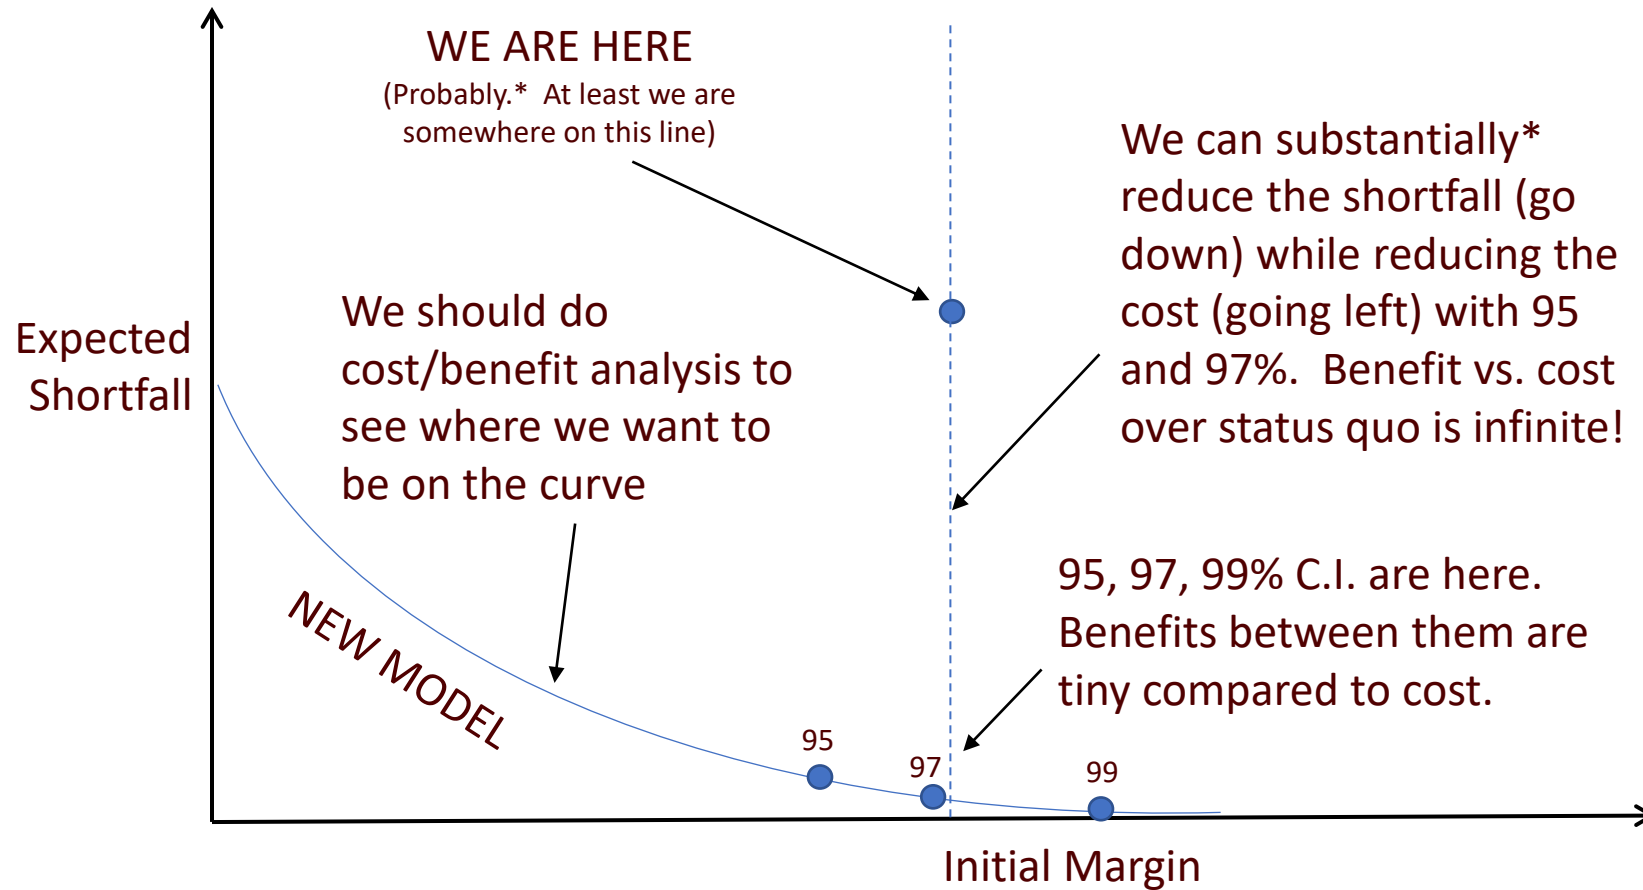 WE ARE HERE
(Probably.* At least we are
somewhere on this line)
We can substantially*
reduce the shortfall (go
down) while reducing the
cost (going left) with 95
and 97%. Benefit vs. cost
over status quo is infinite!
We should do
cost/benefit analysis to
see where we want to
be on the curve
Expected
Shortfall
95, 97, 99% C.I. are here.
Benefits between them are
tiny compared to cost.
NEW MODEL
95
97
99
Initial Margin